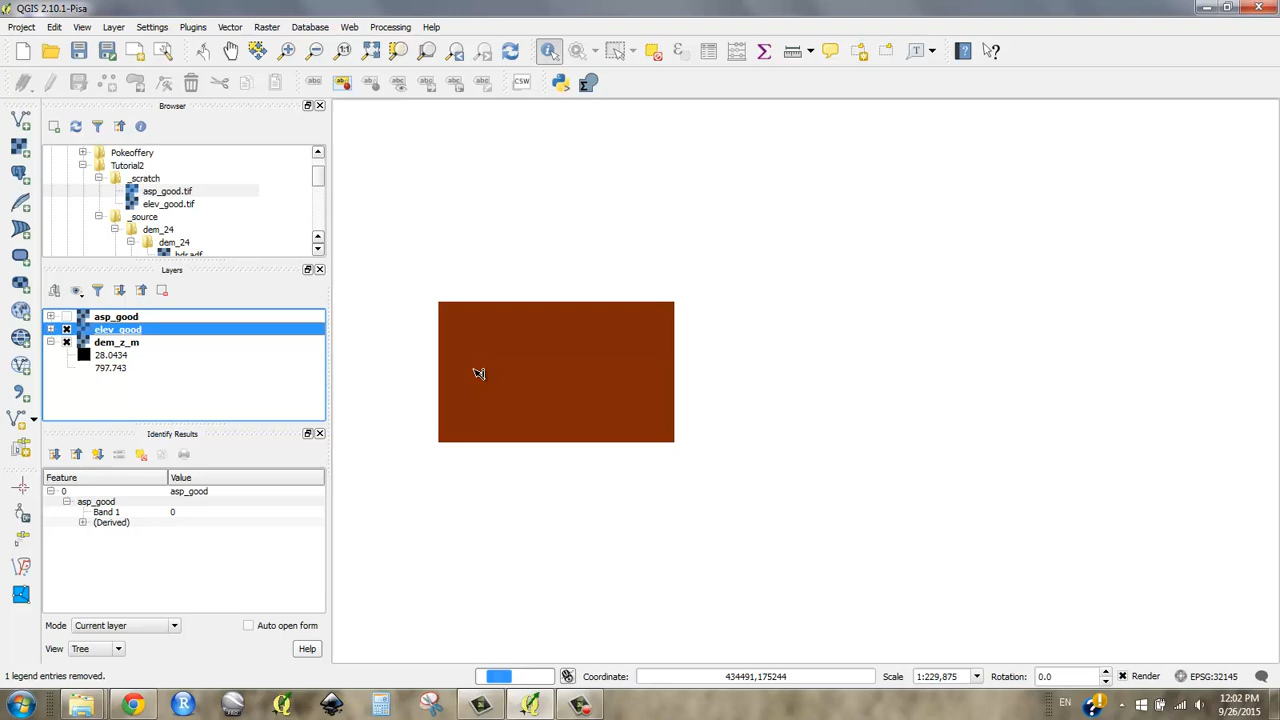 QGIS 2.10.1-Pisa
Project Edit View Layer Settings Plugins Vector Raster Database Web Processing Help
CSW
Browser
Pokeoffery
Tutorial2
_scratch
asp_good.tif
elev_good.tif
_source
dem_24
dem_24
hdr.adf
Layers
asp_good
elev_good
dem_z_m
28.0434
797.743
Identify Results
Feature Value
0 asp_good
asp_good
Band 1 0
(Derived)
Mode Current layer Auto open form
View Tree Help
1 legend entries removed. 434491,175244 Scale 1:229,875 Rotation: 0.0 Render EPSG:32145
Coordinate:
EN 12:02 PM
9/26/2015